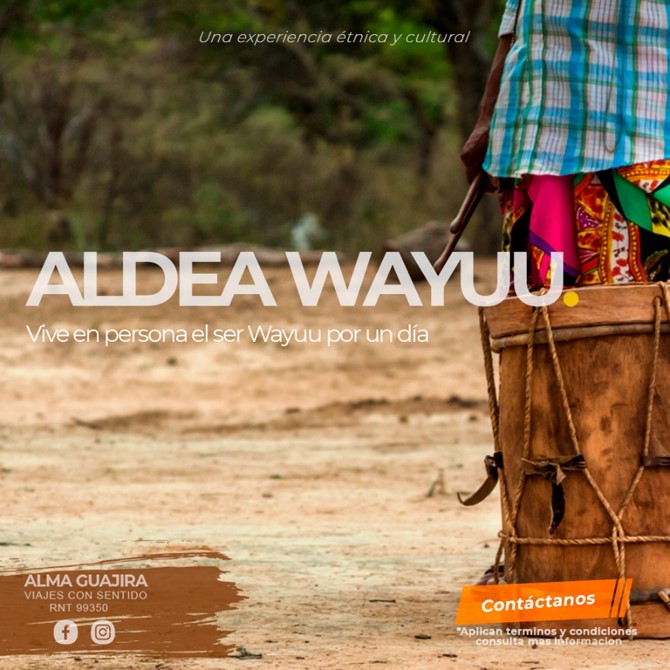 Una experiencia étnica y cultural
ALDEA WAYUU.
Vive en persona el ser Wayuu por un día
ALMA GUAJIRA
VIAJES CON SENTIDO
RNT 99350
Contáctanos
*Aplican terminos y condiciones
consulta mas informacion